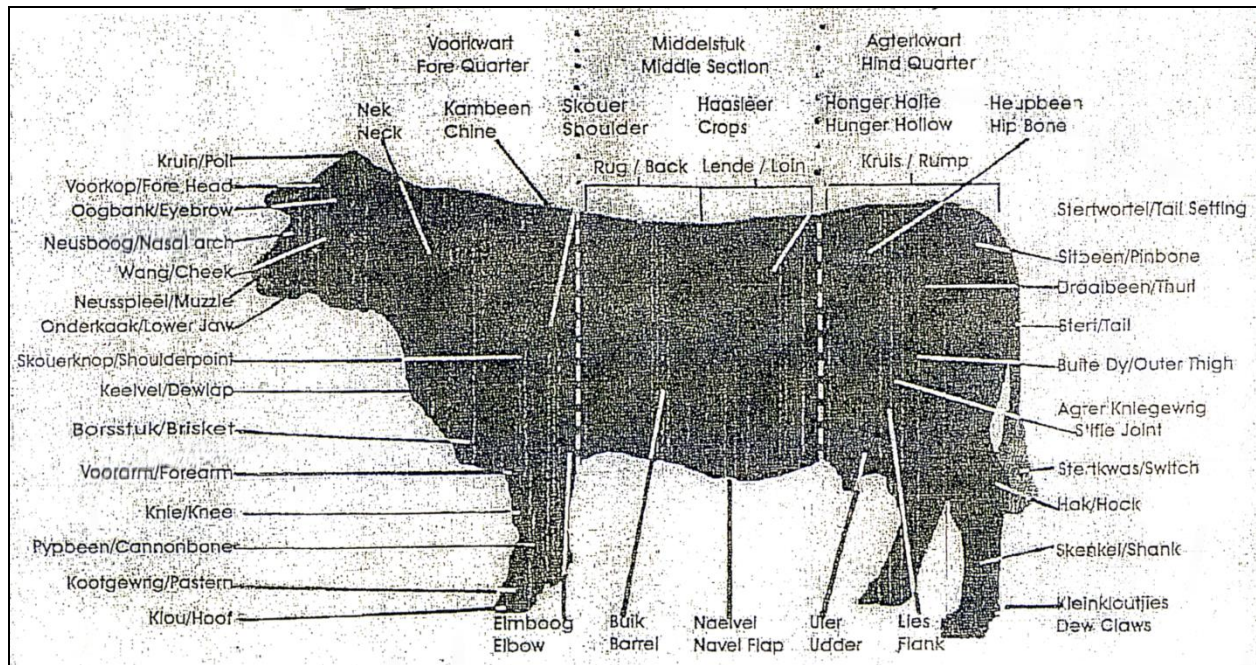 Voorkwart
Fore Quarter
Middelstuk
Middle Section
Agterkwart
Hind Quarter
Nek
Neck
Kambeen
Chine
Skouer
Shoulder
Haasleer
Crops
Honger Holte
Hunger Hollow
Heupbeen
Hip Bone
Rug / Back
Lende / Loin
Kruis / Rump
Kruin/Poll
Voorkop/Fore Head
Oogbank/Eyebrow
Neusboog/Nasal arch
Wang/Cheek
Neusspieël/Muzzle
Onderkaak/Lower Jaw
Skouerknop/Shoulderpoint
Keelvel/Dewlap
Borsstuk/Brisket
Voorarm/Forearm
Knie/Knee
Pypbeen/Cannonbone
Kootgewrig/Pastern
Klou/Hoof
Stertwortel/Tail Setting
Sitbeen/Pinbone
Draaibeen/Thurl
Stert/Tail
Buite Dy/Outer Thigh
Agter Kniegewrig
Stifle Joint
Stertkwas/Switch
Hak/Hock
Skenkel/Shank
Kleinkloutjies
Dew Claws
Elmboog
Elbow
Buik
Barrel
Naelvel
Navel Flap
Uier
Udder
Lies
Flank